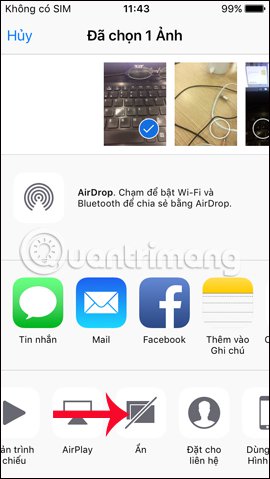 Không có SIM 11:43 99%
Hủy Đã chọn 1 Ảnh
AirDrop. Chạm để bật Wi-Fi và
Bluetooth để chia sẻ bằng AirDrop.
Quantrimang
Tin nhắn Mail Facebook Thêm vào
Ghi chú
AirPlay Ẩn Đặt cho Dùng
chiếu liên hệ Hình